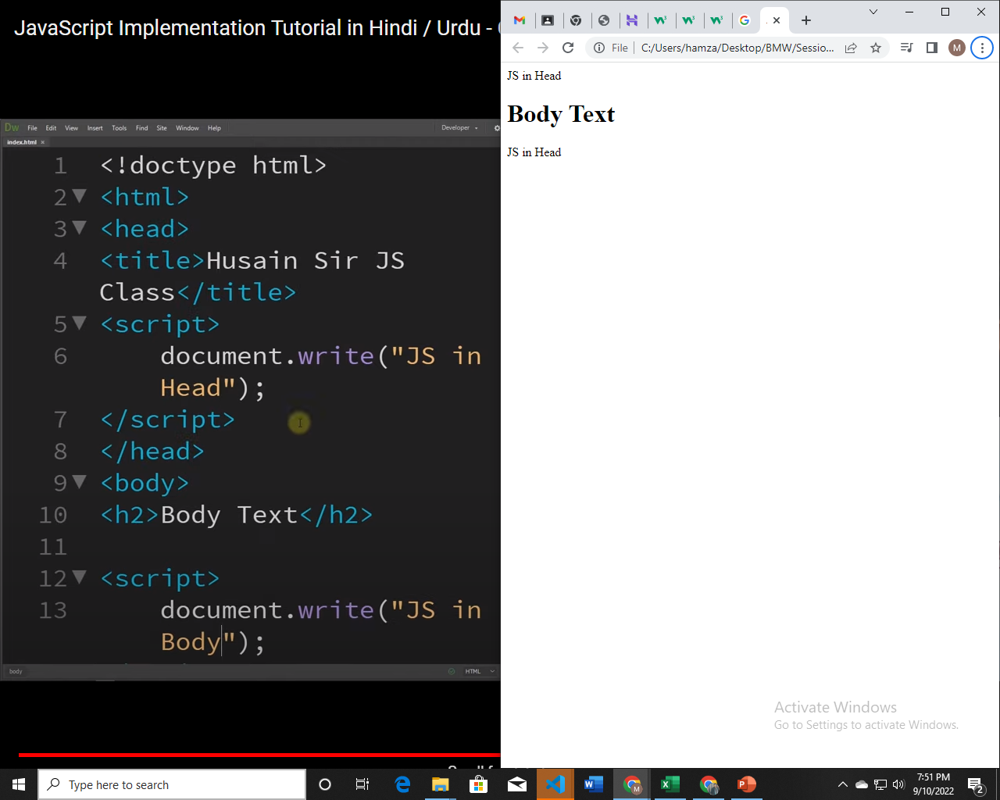 JavaScript Implementation Tutorial in Hindi / Urdu -
Dw File Edit View Insert Tools Find Site Window Help Developer
index.html ×
1 <!doctype html>
2 <html>
3 <head>
4 <title>Husain Sir JS
Class</title>
5 <script>
6 document.write("JS in
Head");
7 </script>
8 </head>
9 <body>
10 <h2>Body Text</h2>
11
12 <script>
13 document.write("JS in
Body");
body HTML
File C:/Users/hamza/Desktop/BMW/Sessio... M
JS in Head
Body Text
JS in Head
Activate Windows
Go to Settings to activate Windows.
Type here to search
7:51 PM
9/10/2022
2